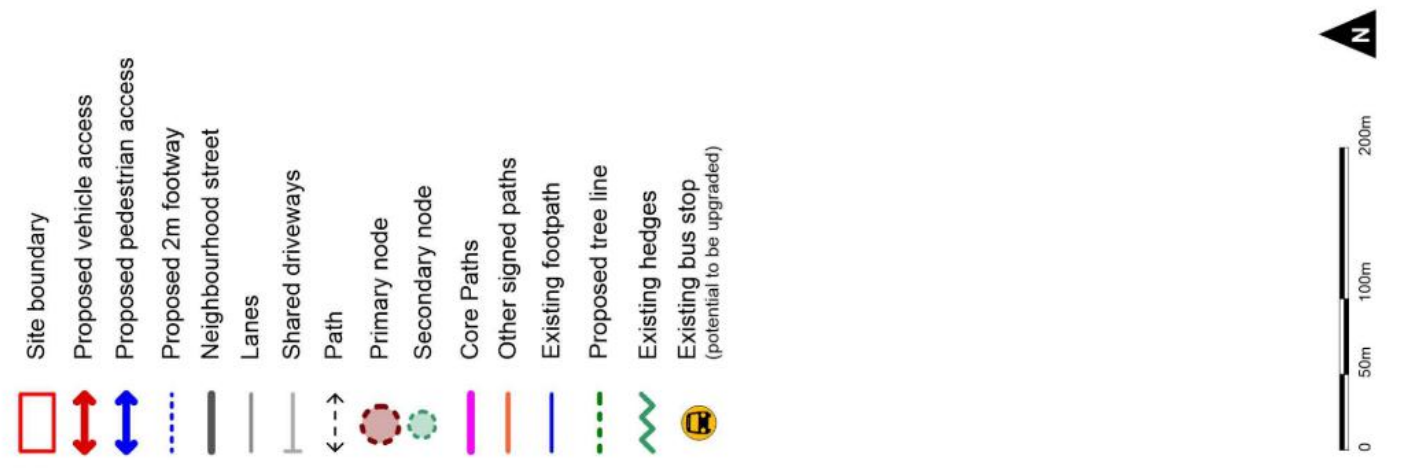 Site boundary
Proposed vehicle access
Proposed pedestrian access
Proposed 2m footway
Neighbourhood street
Lanes
Shared driveways
Path
Primary node
Secondary node
Core Paths
Other signed paths
Existing footpath
Proposed tree line
Existing hedges
Existing bus stop
(potential to be upgraded)
0 50m 100m 200m
N